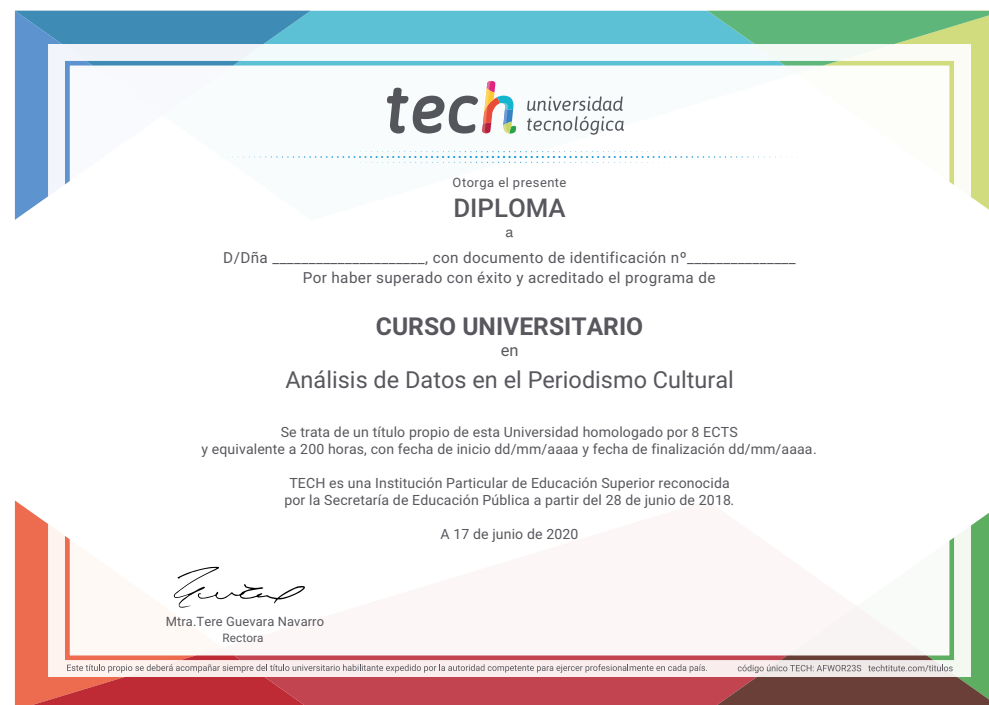 tech universidad
tecnológica
Otorga el presente
DIPLOMA
a
D/Dña _____________________, con documento de identificación nº_______________
Por haber superado con éxito y acreditado el programa de
CURSO UNIVERSITARIO
en
Análisis de Datos en el Periodismo Cultural
Se trata de un título propio de esta Universidad homologado por 8 ECTS
y equivalente a 200 horas, con fecha de inicio dd/mm/aaaa y fecha de finalización dd/mm/aaaa.
TECH es una Institución Particular de Educación Superior reconocida
por la Secretaría de Educación Pública a partir del 28 de junio de 2018.
A 17 de junio de 2020
Mtra.Tere Guevara Navarro
Rectora
Este título propio se deberá acompañar siempre del título universitario habilitante expedido por la autoridad competente para ejercer profesionalmente en cada país. código único TECH: AFWOR23S techtitute.com/titulos